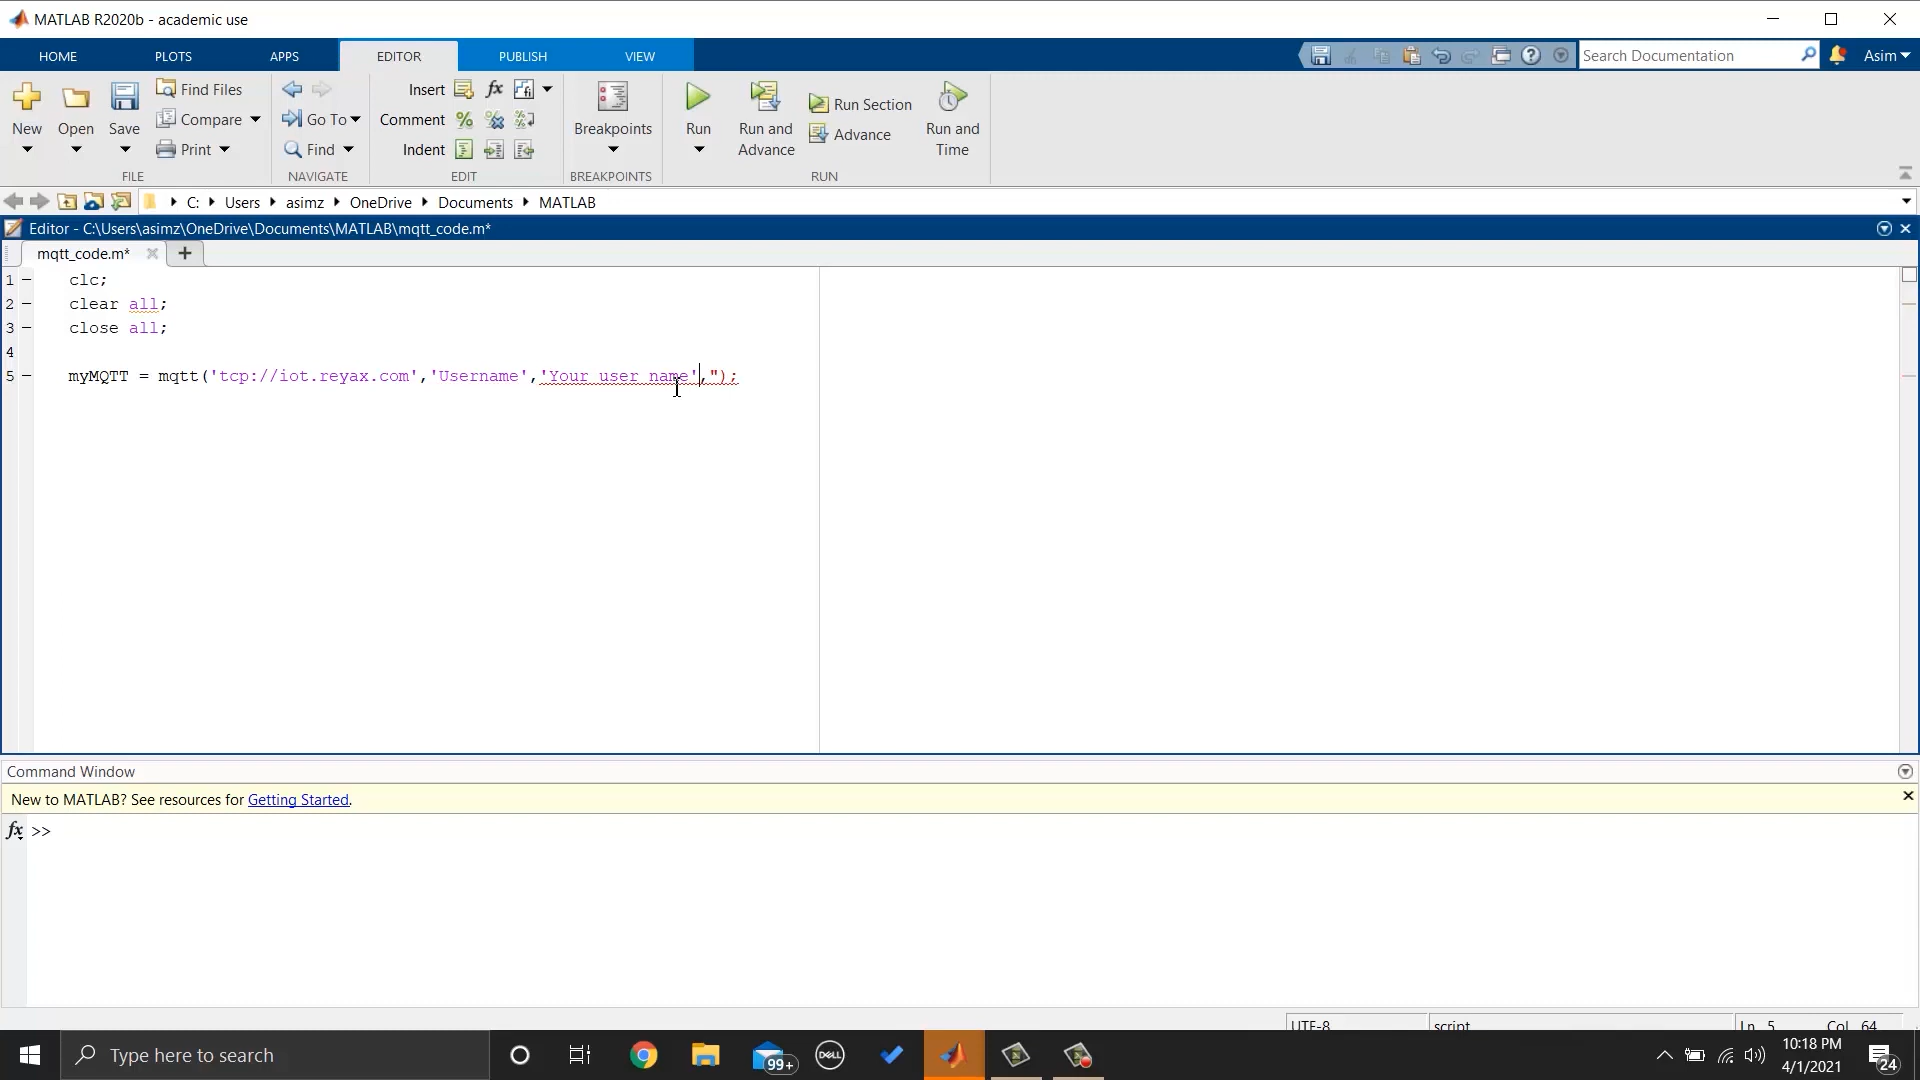 MATLAB R2020b - academic use
HOME PLOTS APPS EDITOR PUBLISH VIEW Search Documentation Asim
New Open Save Find Files Compare Print
FILE
Go To Find
NAVIGATE
Insert fx
Comment % % %
Indent
EDIT
Breakpoints
BREAKPOINTS
Run Run and Advance Run Section Advance Run and Time
RUN
C: Users asimz OneDrive Documents MATLAB
Editor - C:\Users\asimz\OneDrive\Documents\MATLAB\mqtt_code.m*
mqtt_code.m*
1 clc;
2 clear all;
3 close all;
4
5 myMQTT = mqtt('tcp://iot.reyax.com','Username','Your user name',");
Command Window
New to MATLAB? See resources for Getting Started.
fx >>
UTF-8 script Ln 5 Col 64
Type here to search
99+
DELL
10:18 PM
4/1/2021
24